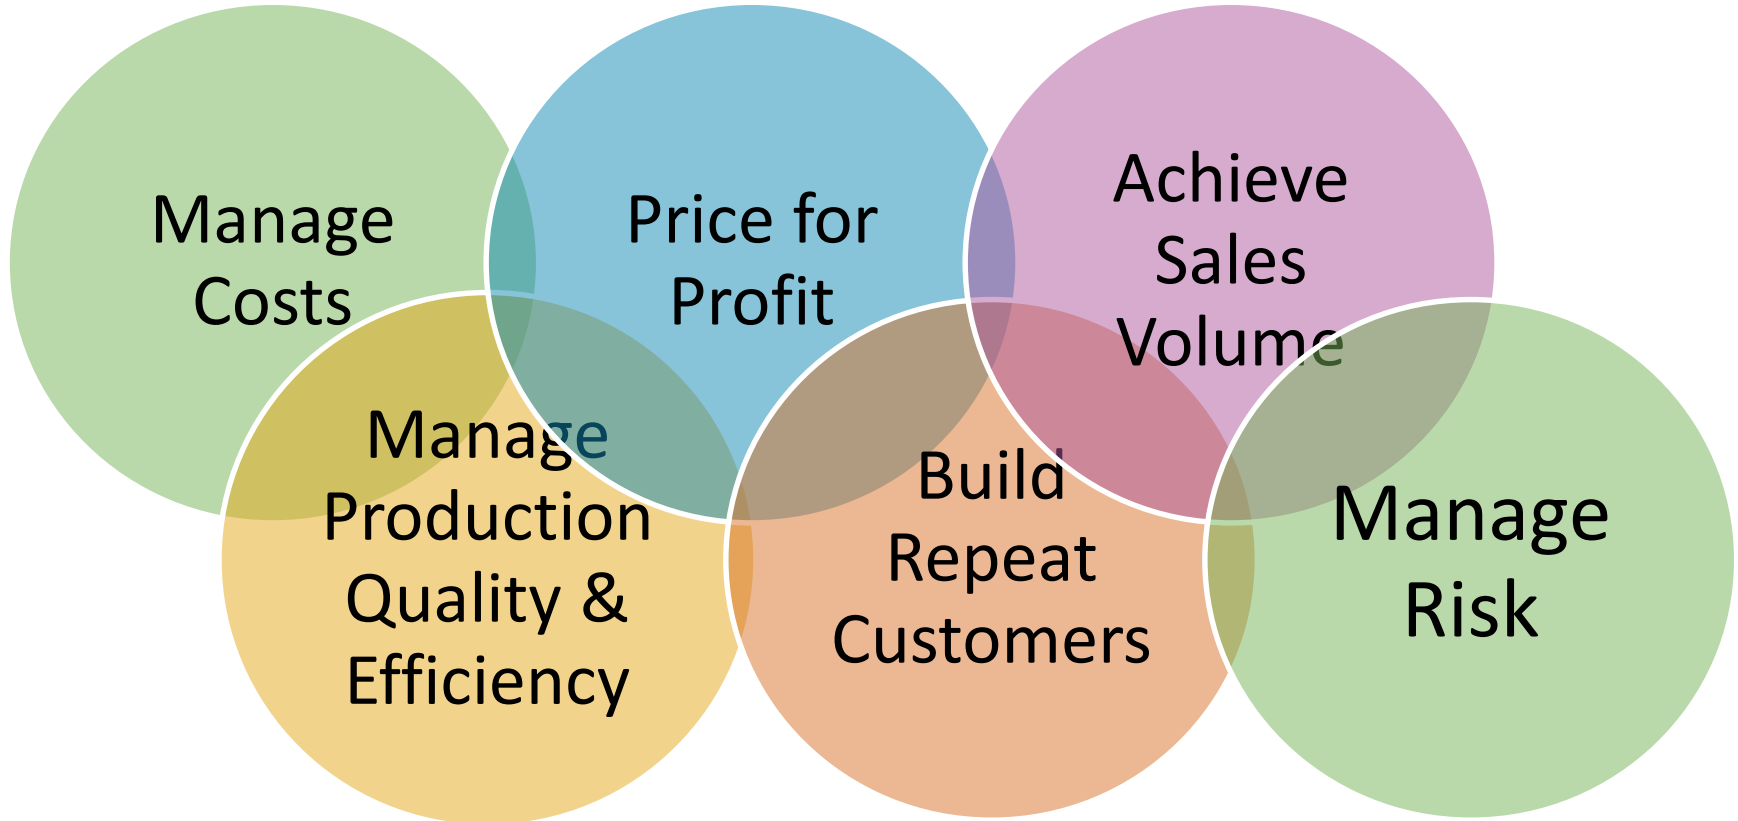 Manage
Costs
Price for
Profit
Achieve
Sales
Volume
Manage
Production
Quality &
Efficiency
Build
Repeat
Customers
Manage
Risk